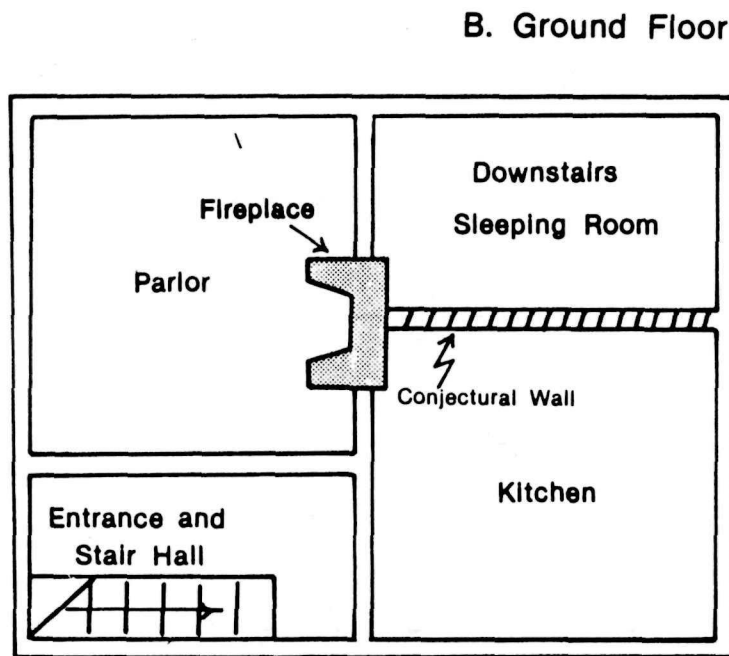 B. Ground Floor
Downstairs
Sleeping Room
Fireplace
Parlor
Conjectural Wall
Kitchen
Entrance and
Stair Hall